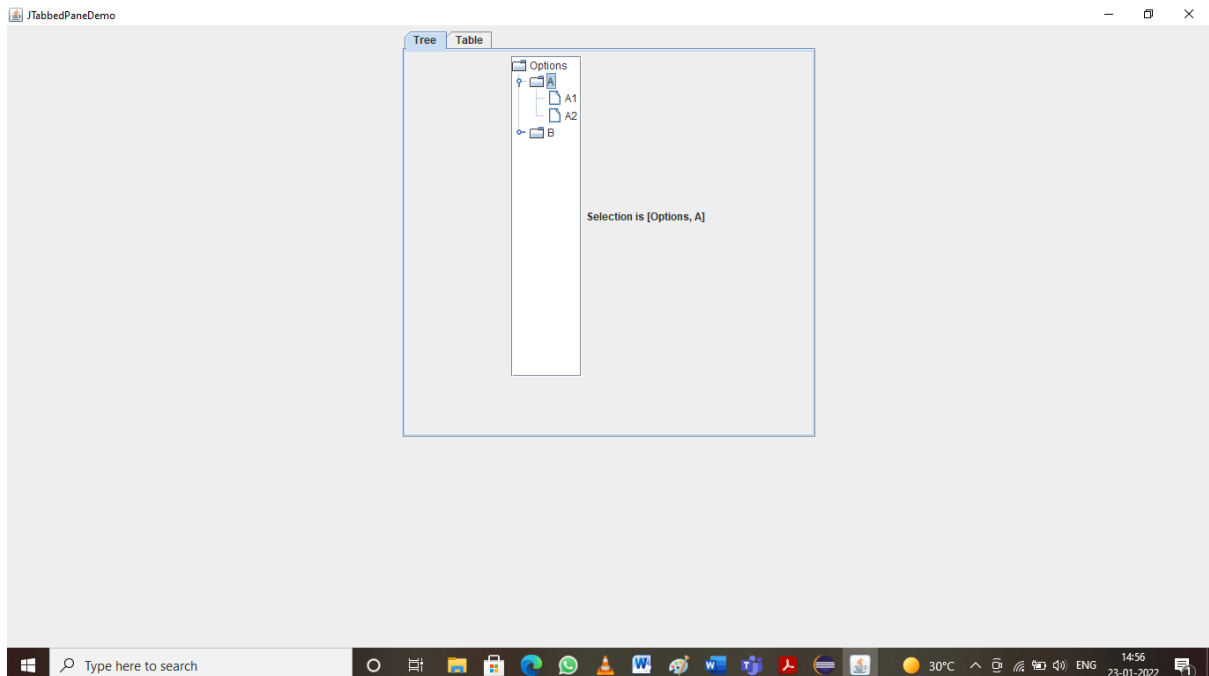 JTabbedPaneDemo
Tree Table
Options
A
A1
A2
B
Selection is [Options, A]
Type here to search
30°C ENG 14:56
23-01-2022